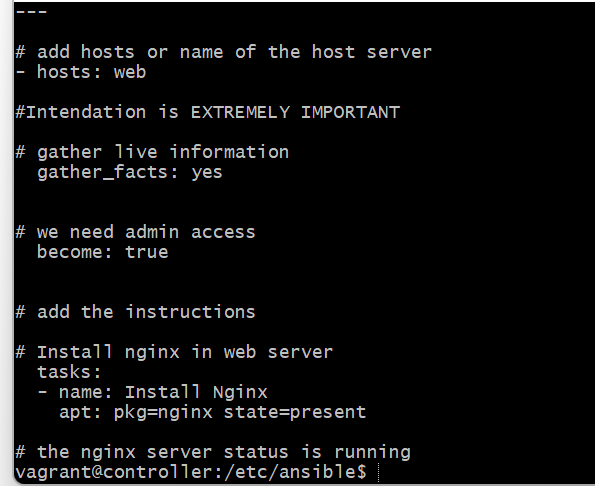 ---
# add hosts or name of the host server
- hosts: web
#Intendation is EXTREMELY IMPORTANT
# gather live information
  gather_facts: yes
# we need admin access
  become: true
# add the instructions
# Install nginx in web server
  tasks:
  - name: Install Nginx
    apt: pkg=nginx state=present
# the nginx server status is running
vagrant@controller:/etc/ansible$